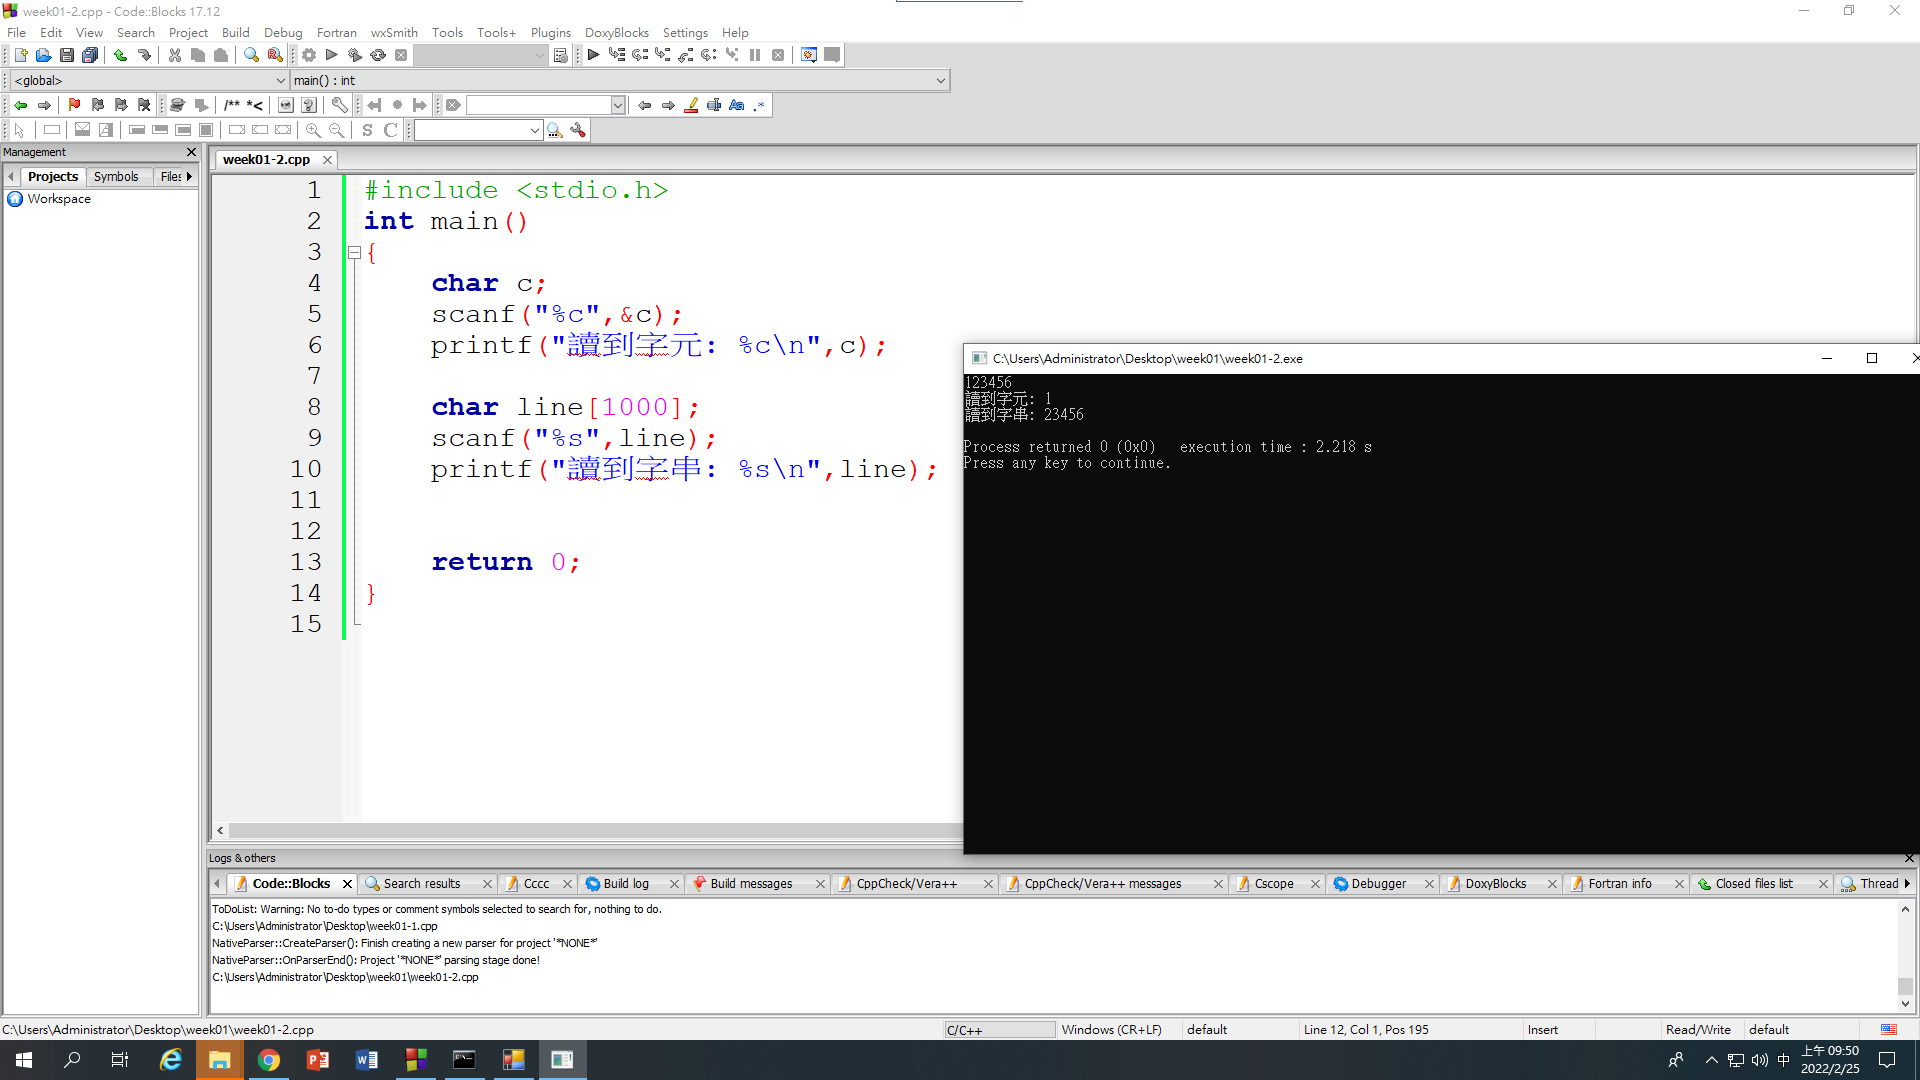 week01-2.cpp - Code::Blocks 17.12
File Edit View Search Project Build Debug Fortran wxSmith Tools Tools+ Plugins DoxyBlocks Settings Help
<global> main() : int
/** *<
S C
Management
Projects Symbols Files
Workspace
week01-2.cpp
1 #include <stdio.h>
2 int main()
3 {
4 char c;
5 scanf("%c",&c);
6 printf("讀到字元: %c\n",c);
7
8 char line[1000];
9 scanf("%s",line);
10 printf("讀到字串: %s\n",line);
11
12
13 return 0;
14 }
15
C:\Users\Administrator\Desktop\week01\week01-2.exe
123456
讀到字元: 1
讀到字串: 23456
Process returned 0 (0x0) execution time : 2.218 s
Press any key to continue.
Logs & others
Code::Blocks Search results Cccc Build log Build messages CppCheck/Vera++ CppCheck/Vera++ messages Cscope Debugger DoxyBlocks Fortran info Closed files list Thread
ToDoList: Warning: No to-do types or comment symbols selected to search for, nothing to do.
C:\Users\Administrator\Desktop\week01-1.cpp
NativeParser::CreateParser(): Finish creating a new parser for project '*NONE*'
NativeParser::OnParserEnd(): Project '*NONE*' parsing stage done!
C:\Users\Administrator\Desktop\week01\week01-2.cpp
C:\Users\Administrator\Desktop\week01\week01-2.cpp C/C++ Windows (CR+LF) default Line 12, Col 1, Pos 195 Insert Read/Write default
中 上午 09:50
2022/2/25